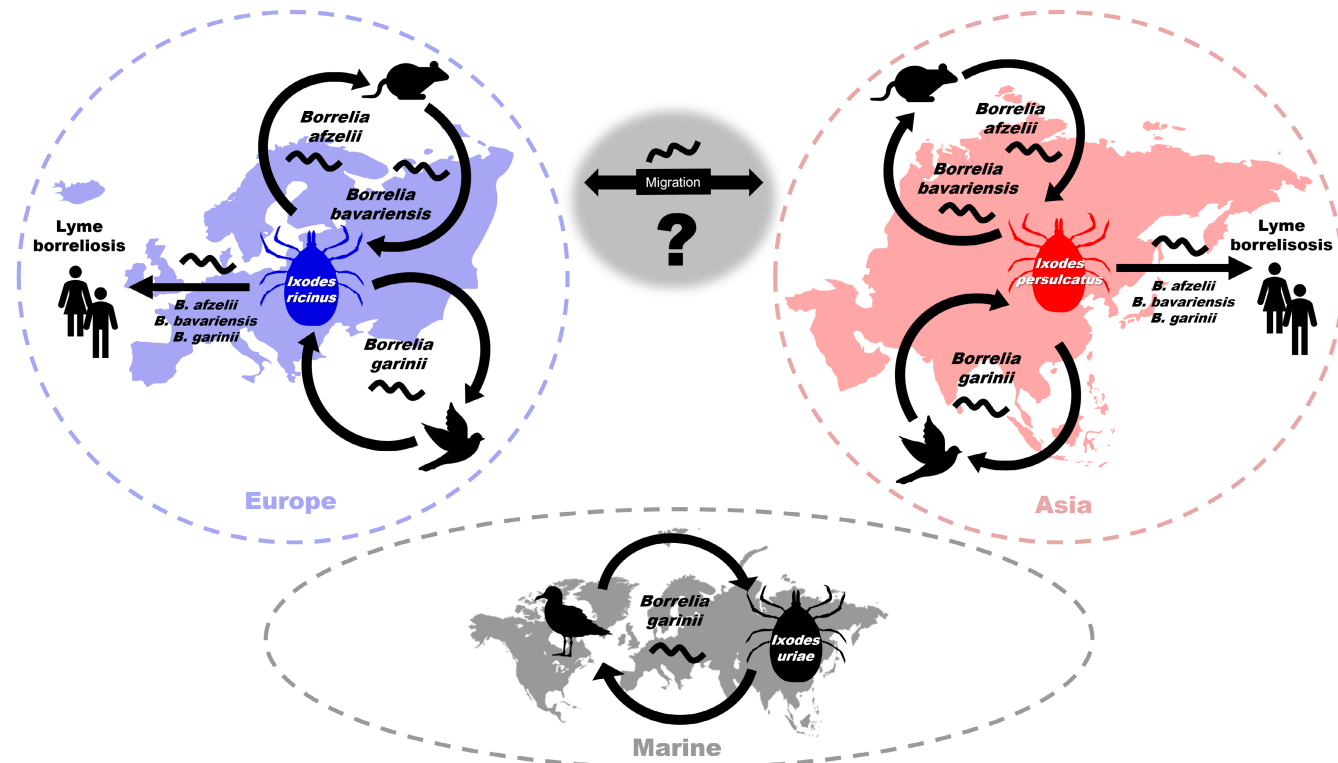 Borrelia
afzelii
Borrelia
bavariensis
Lyme
borreliosis
Ixodes
ricinus
B. afzelii
B. bavariensis
B. garinii
Borrelia
garinii
Europe
Migration
?
Borrelia
afzelii
Borrelia
bavariensis
Lyme
borrelisosis
Ixodes
persulcatus
B. afzelii
B. bavariensis
B. garinii
Borrelia
garinii
Asia
Borrelia
garinii
Ixodes
uriae
Marine